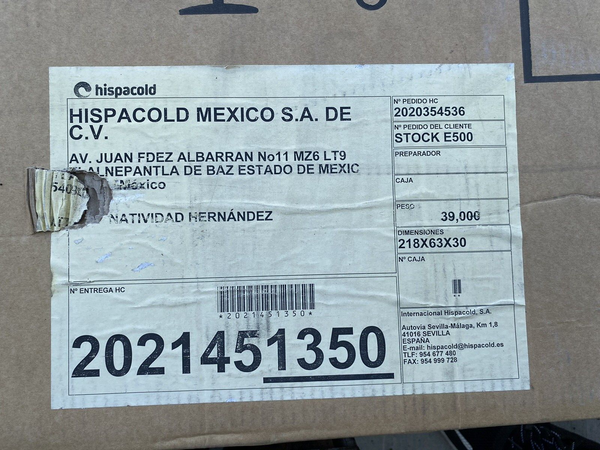 hispacold
HISPACOLD MEXICO S.A. DE
C.V.
AV. JUAN FDEZ ALBARRAN No11 MZ6 LT9
ALNEPANTLA DE BAZ ESTADO DE MEXIC
México
NATIVIDAD HERNÁNDEZ
Nº PEDIDO HC
2020354536
Nº PEDIDO DEL CLIENTE
STOCK E500
PREPARADOR
CAJA
PESO
39,000
DIMENSIONES
218X63X30
Nº CAJA
Nº ENTREGA HC
*2021451350*
2021451350
Internacional Hispacold, S.A.
Autovia Sevilla-Málaga, Km 1,8
41016 SEVILLA
ESPAÑA
E-mail: hispacold@hispacold.es
TLF: 954 677 480
FAX: 954 999 728